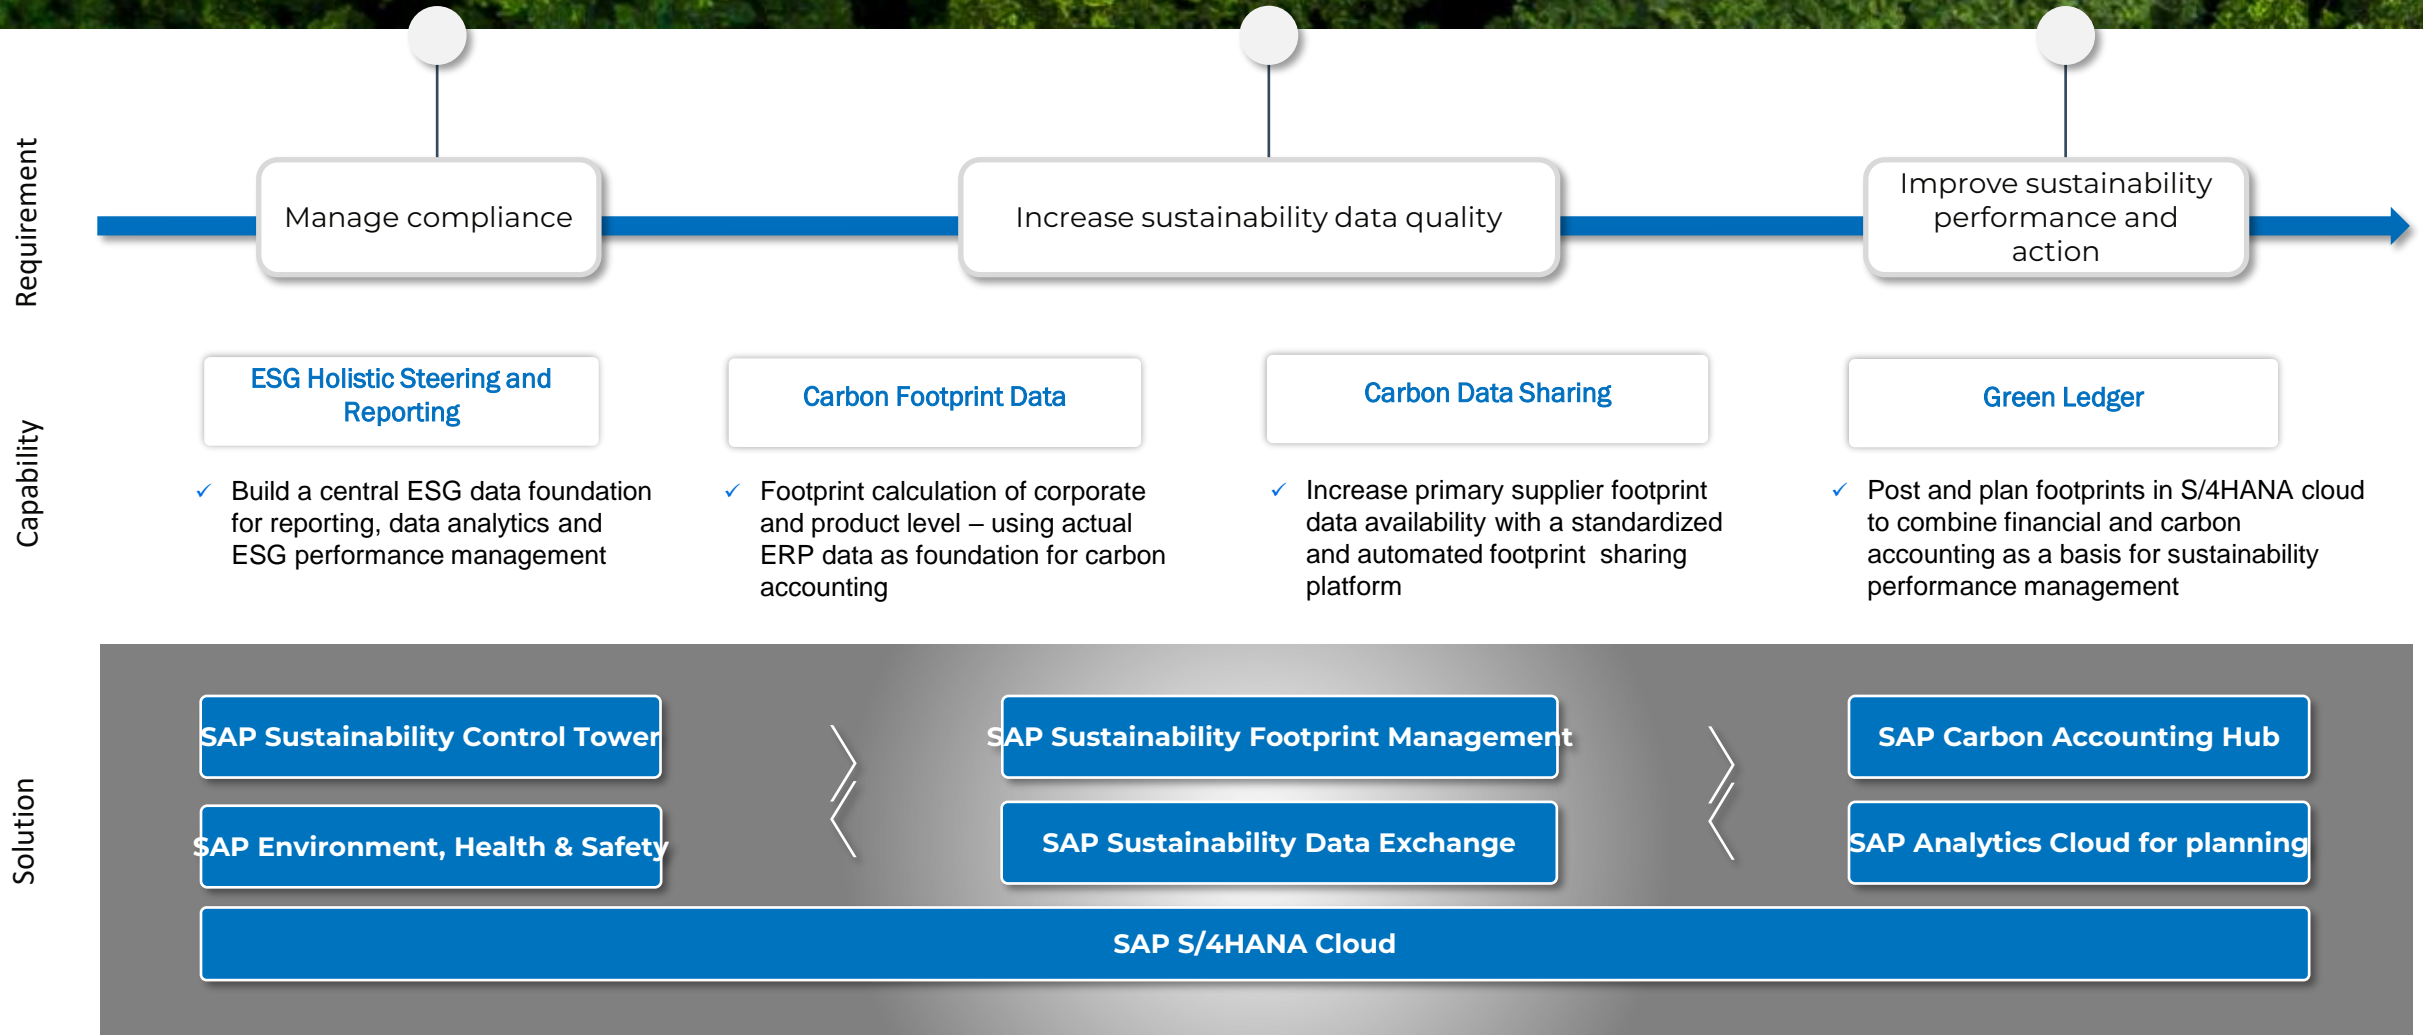 Requirement
Manage compliance
Increase sustainability data quality
Improve sustainability
performance and
action
Capability
ESG Holistic Steering and
Reporting
✓ Build a central ESG data foundation
for reporting, data analytics and
ESG performance management
Carbon Footprint Data
✓ Footprint calculation of corporate
and product level – using actual
ERP data as foundation for carbon
accounting
Carbon Data Sharing
✓ Increase primary supplier footprint
data availability with a standardized
and automated footprint  sharing
platform
Green Ledger
✓ Post and plan footprints in S/4HANA cloud
to combine financial and carbon
accounting as a basis for sustainability
performance management
Solution
SAP Sustainability Control Tower
SAP Environment, Health & Safety
SAP Sustainability Footprint Management
SAP Sustainability Data Exchange
SAP Carbon Accounting Hub
SAP Analytics Cloud for planning
SAP S/4HANA Cloud